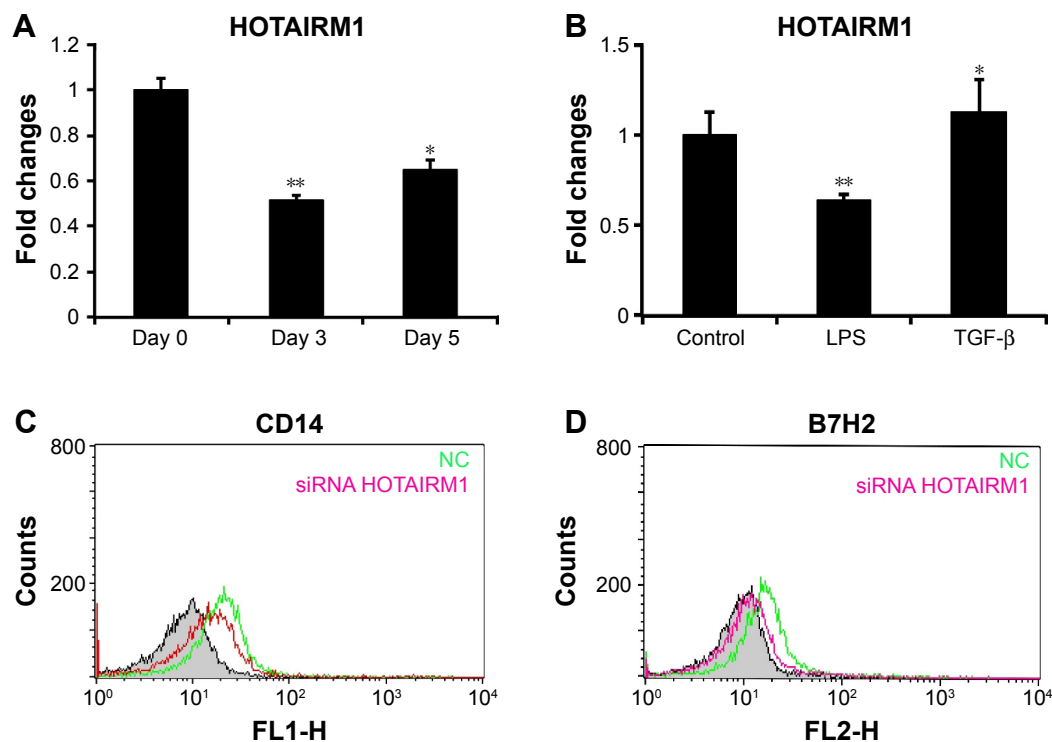 A
HOTAIRM1
Fold changes
1.2
1
0.8
0.6
0.4
0.2
0
**
*
Day 0 Day 3 Day 5
B
HOTAIRM1
Fold changes
1.5
1
0.5
0
**
*
Control LPS TGF-β
C
CD14
NC
siRNA HOTAIRM1
Counts
800
200
10⁰ 10¹ 10² 10³ 10⁴
FL1-H
D
B7H2
NC
siRNA HOTAIRM1
Counts
800
200
10⁰ 10¹ 10² 10³ 10⁴
FL2-H